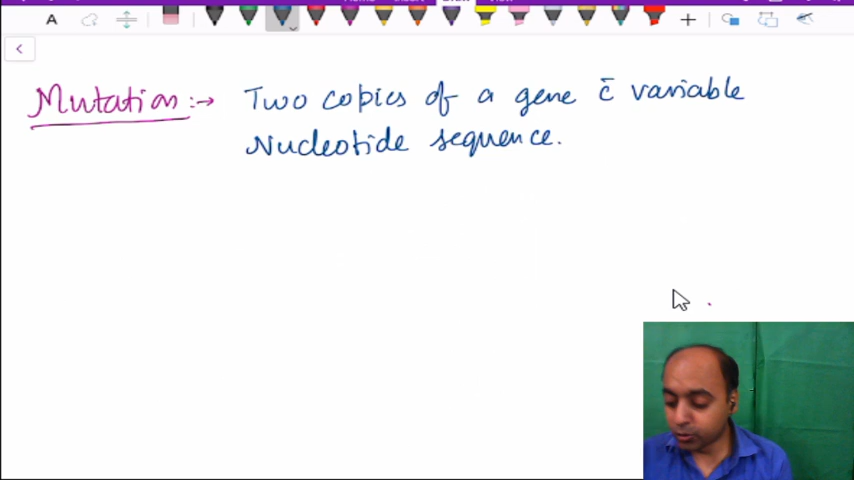 Mutation :→ Two copies of a gene c̄ variable
Nucleotide sequence.